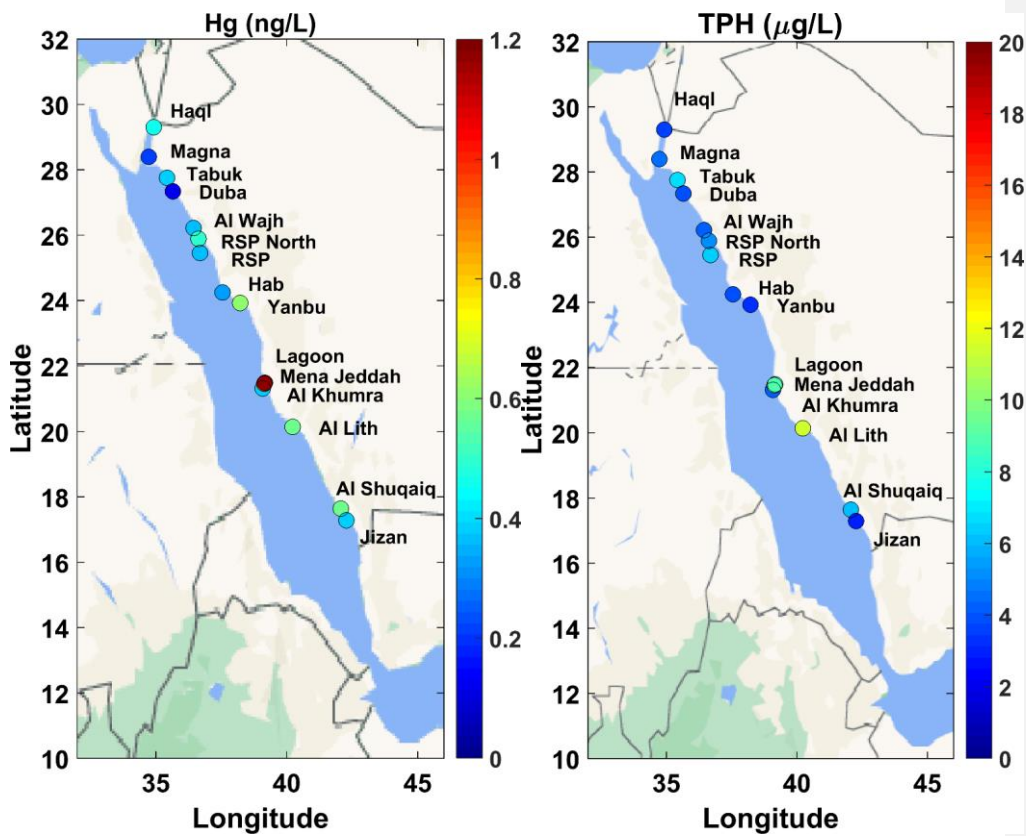 Hg (ng/L)
32
30
28
26
24
22
20
18
16
14
12
10
Latitude
Haql
Magna
Tabuk
Duba
Al Wajh
RSP North
RSP
Hab
Yanbu
Lagoon
Mena Jeddah
Al Khumra
Al Lith
Al Shuqaiq
Jizan
35
40
45
Longitude
1.2
1
0.8
0.6
0.4
0.2
0
TPH (μg/L)
32
30
28
26
24
22
20
18
16
14
12
10
Latitude
Haql
Magna
Tabuk
Duba
Al Wajh
RSP North
RSP
Hab
Yanbu
Lagoon
Mena Jeddah
Al Khumra
Al Lith
Al Shuqaiq
Jizan
35
40
45
Longitude
20
18
16
14
12
10
8
6
4
2
0